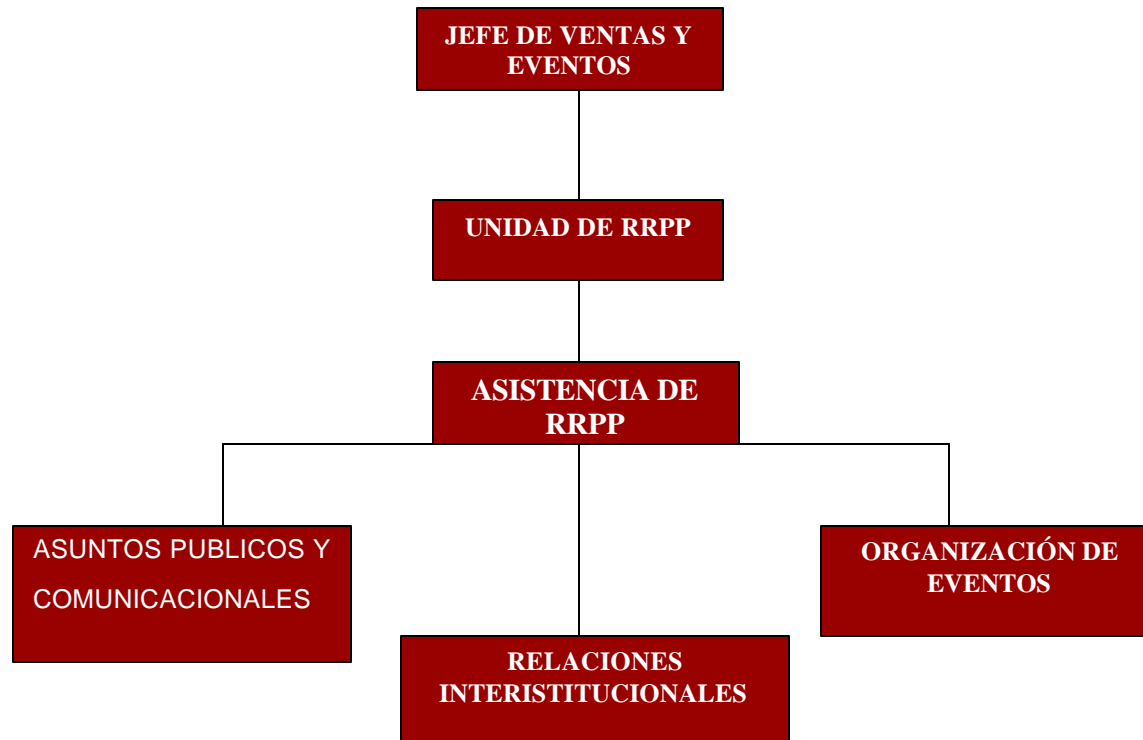 JEFE DE VENTAS Y
EVENTOS
UNIDAD DE RRPP
ASISTENCIA DE
RRPP
ASUNTOS PUBLICOS Y
COMUNICACIONALES
ORGANIZACIÓN DE
EVENTOS
RELACIONES
INTERISTITUCIONALES